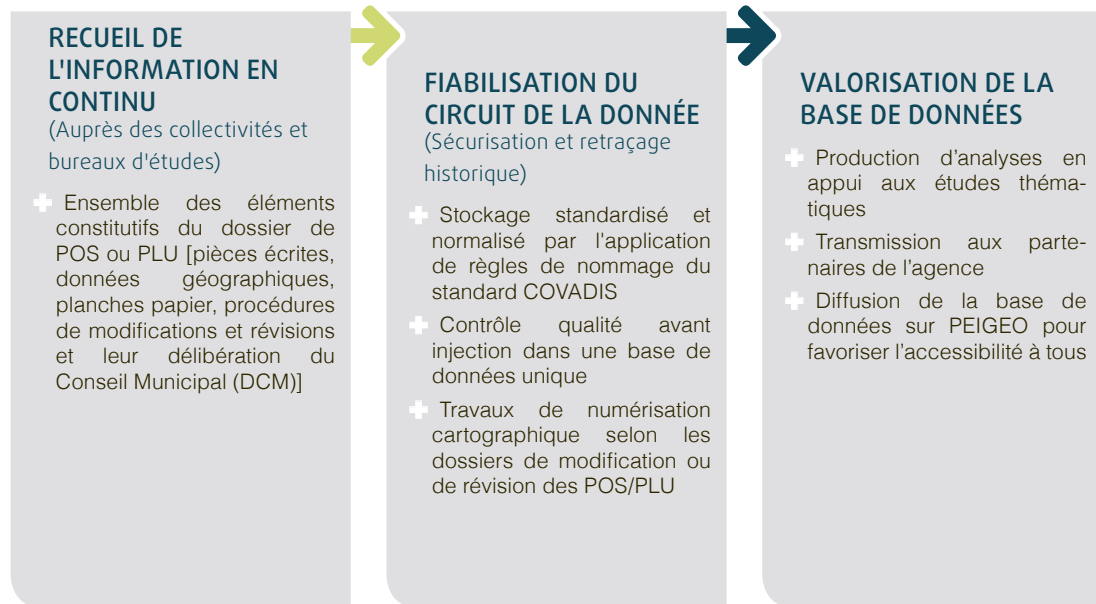 RECUEIL DE
L'INFORMATION EN
CONTINU
(Auprès des collectivités et
bureaux d'études)
Ensemble des éléments
constitutifs du dossier de
POS ou PLU [pièces écrites,
données géographiques,
planches papier, procédures
de modifications et révisions
et leur délibération du
Conseil Municipal (DCM)]
FIABILISATION DU
CIRCUIT DE LA DONNÉE
(Sécurisation et retraçage
historique)
Stockage standardisé et
normalisé par l'application
de règles de nommage du
standard COVADIS
Contrôle qualité avant
injection dans une base de
données unique
Travaux de numérisation
cartographique selon les
dossiers de modification ou
de révision des POS/PLU
VALORISATION DE LA
BASE DE DONNÉES
Production d’analyses en
appui aux études théma-
tiques
Transmission aux parte-
naires de l’agence
Diffusion de la base de
données sur PEIGEO pour
favoriser l’accessibilité à tous